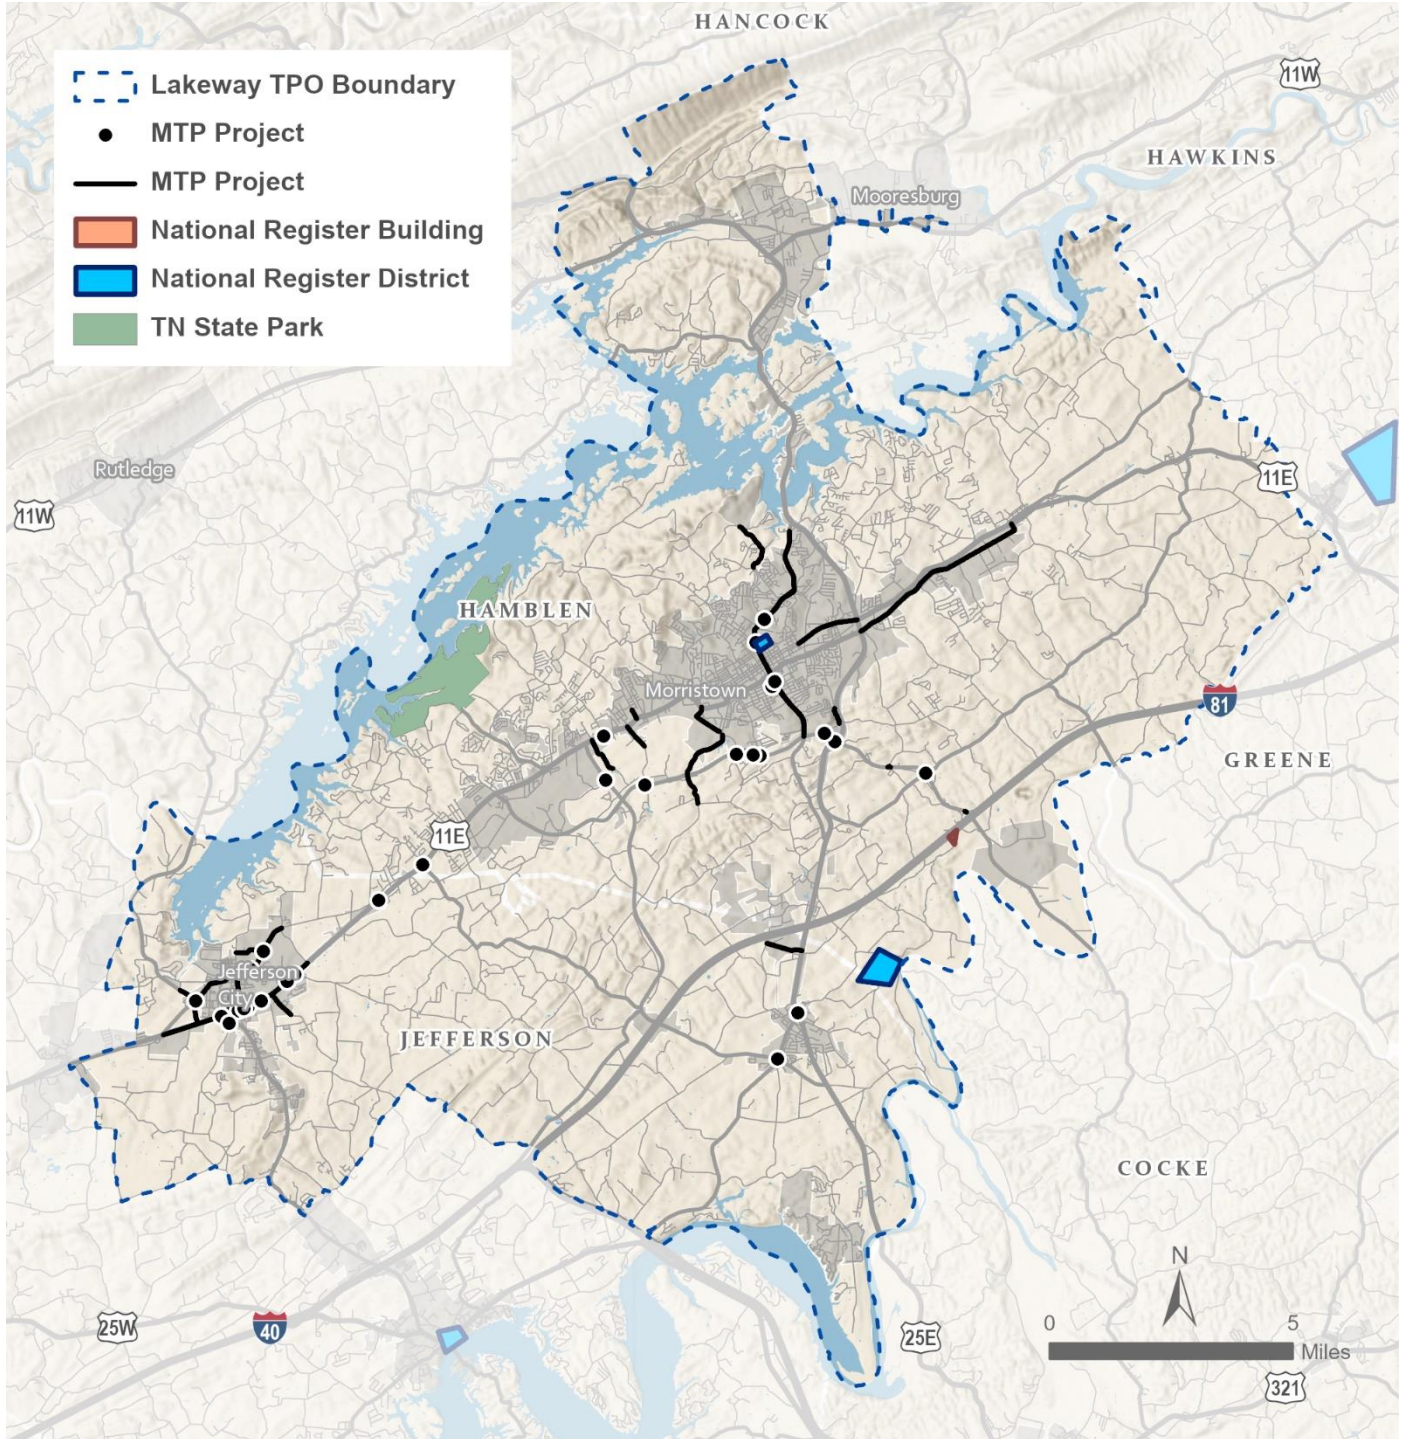 HANCOCK
Lakeway TPO Boundary
MTP Project
MTP Project
National Register Building
National Register District
TN State Park
11W
HAWKINS
Mooresburg
Rutledge
11W
11E
HAMBLEN
Morristown
81
GREENE
11E
Jefferson
City
JEFFERSON
COCKE
N
0
5
Miles
25W
40
25E
321